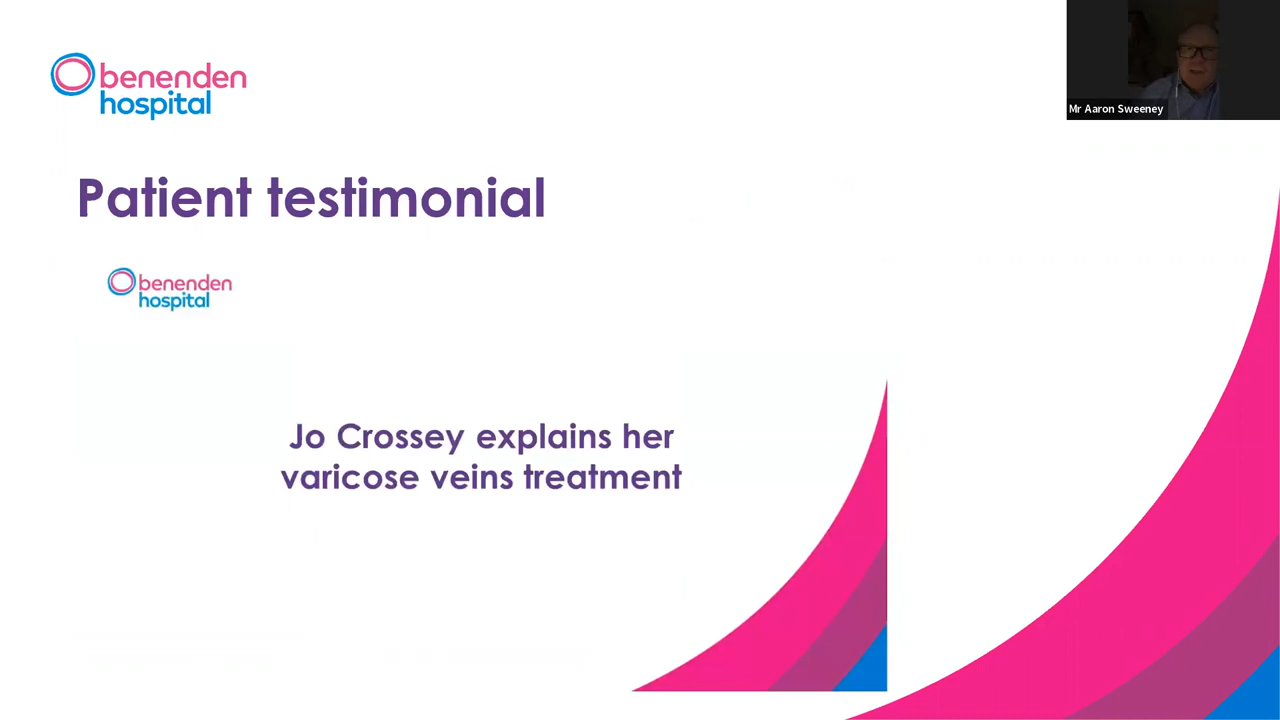 benenden
hospital
Mr Aaron Sweeney
Patient testimonial
benenden
hospital
Jo Crossey explains her
varicose veins treatment